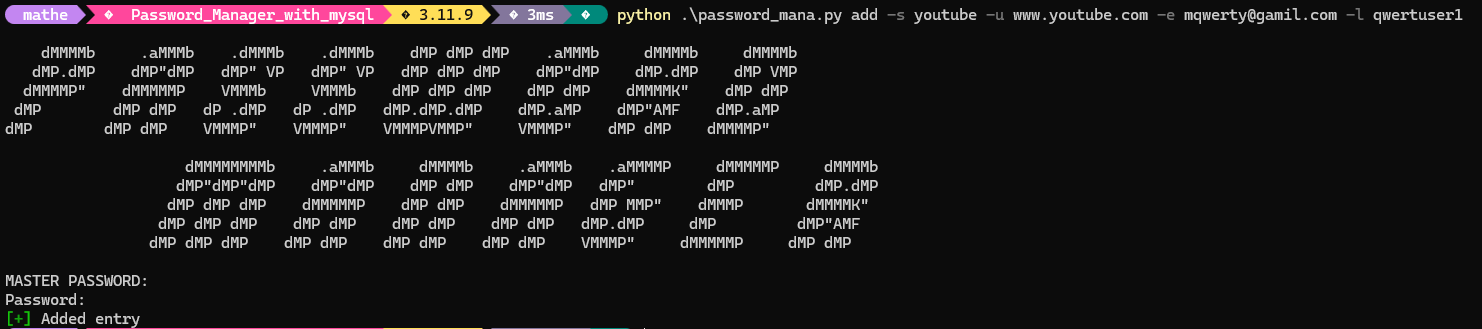 mathe � Password_Manager_with_mysql � 3.11.9 � 3ms � python .\password_mana.py add -s youtube -u www.youtube.com -e mqwerty@gamil.com -l qwertuser1
    dMMMMb     .aMMMb    .dMMMb    .dMMMb    dMP dMP dMP    .aMMMb     dMMMMb     dMMMMb
   dMP.dMP    dMP"dMP   dMP" VP   dMP" VP   dMP dMP dMP    dMP"dMP    dMP.dMP    dMP VMP
  dMMMMP"    dMMMMMP    VMMMb     VMMMb    dMP dMP dMP    dMP dMP    dMMMMK"    dMP dMP
 dMP        dMP dMP   dP .dMP   dP .dMP   dMP.dMP.dMP    dMP.aMP    dMP"AMF    dMP.aMP
dMP        dMP dMP    VMMMP"    VMMMP"    VMMMPVMMP"     VMMMP"    dMP dMP    dMMMMP"
                    dMMMMMMMMb     .aMMMb     dMMMMb     .aMMMb    .aMMMMP     dMMMMMP     dMMMMb
                   dMP"dMP"dMP    dMP"dMP    dMP dMP    dMP"dMP   dMP"        dMP         dMP.dMP
                  dMP dMP dMP    dMMMMMP    dMP dMP    dMMMMMP   dMP MMP"    dMMMP       dMMMMK"
                 dMP dMP dMP    dMP dMP    dMP dMP    dMP dMP   dMP.dMP     dMP         dMP"AMF
                dMP dMP dMP    dMP dMP    dMP dMP    dMP dMP    VMMMP"     dMMMMMP     dMP dMP
MASTER PASSWORD:
Password:
[+] Added entry